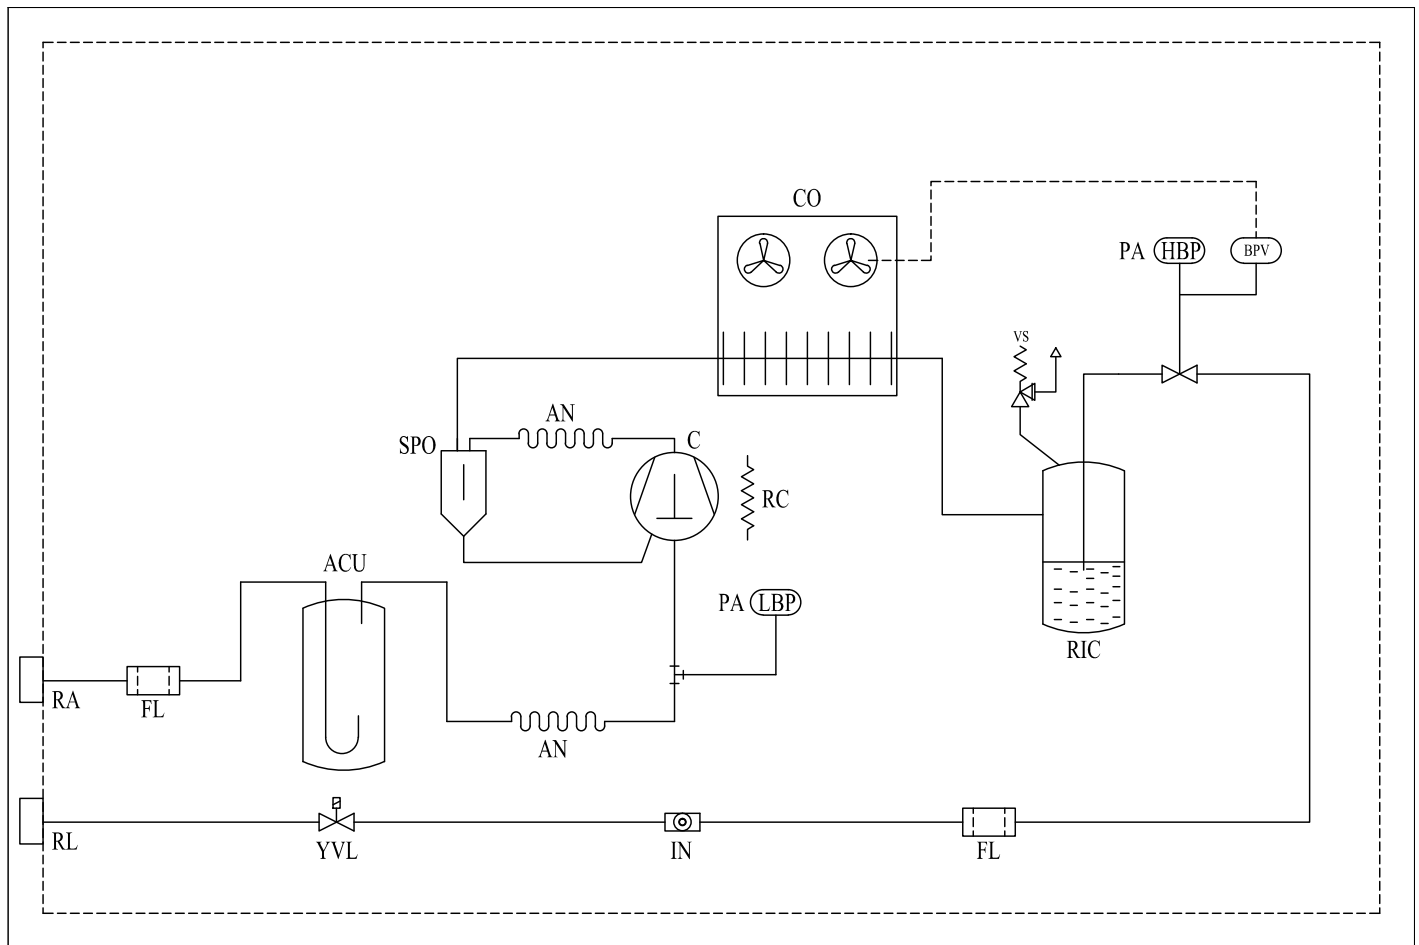 CO
PA HBP BPV
VS
AN
SPO
C
RC
ACU
PA LBP
RIC
RA
FL
AN
RL
YVL
IN
FL